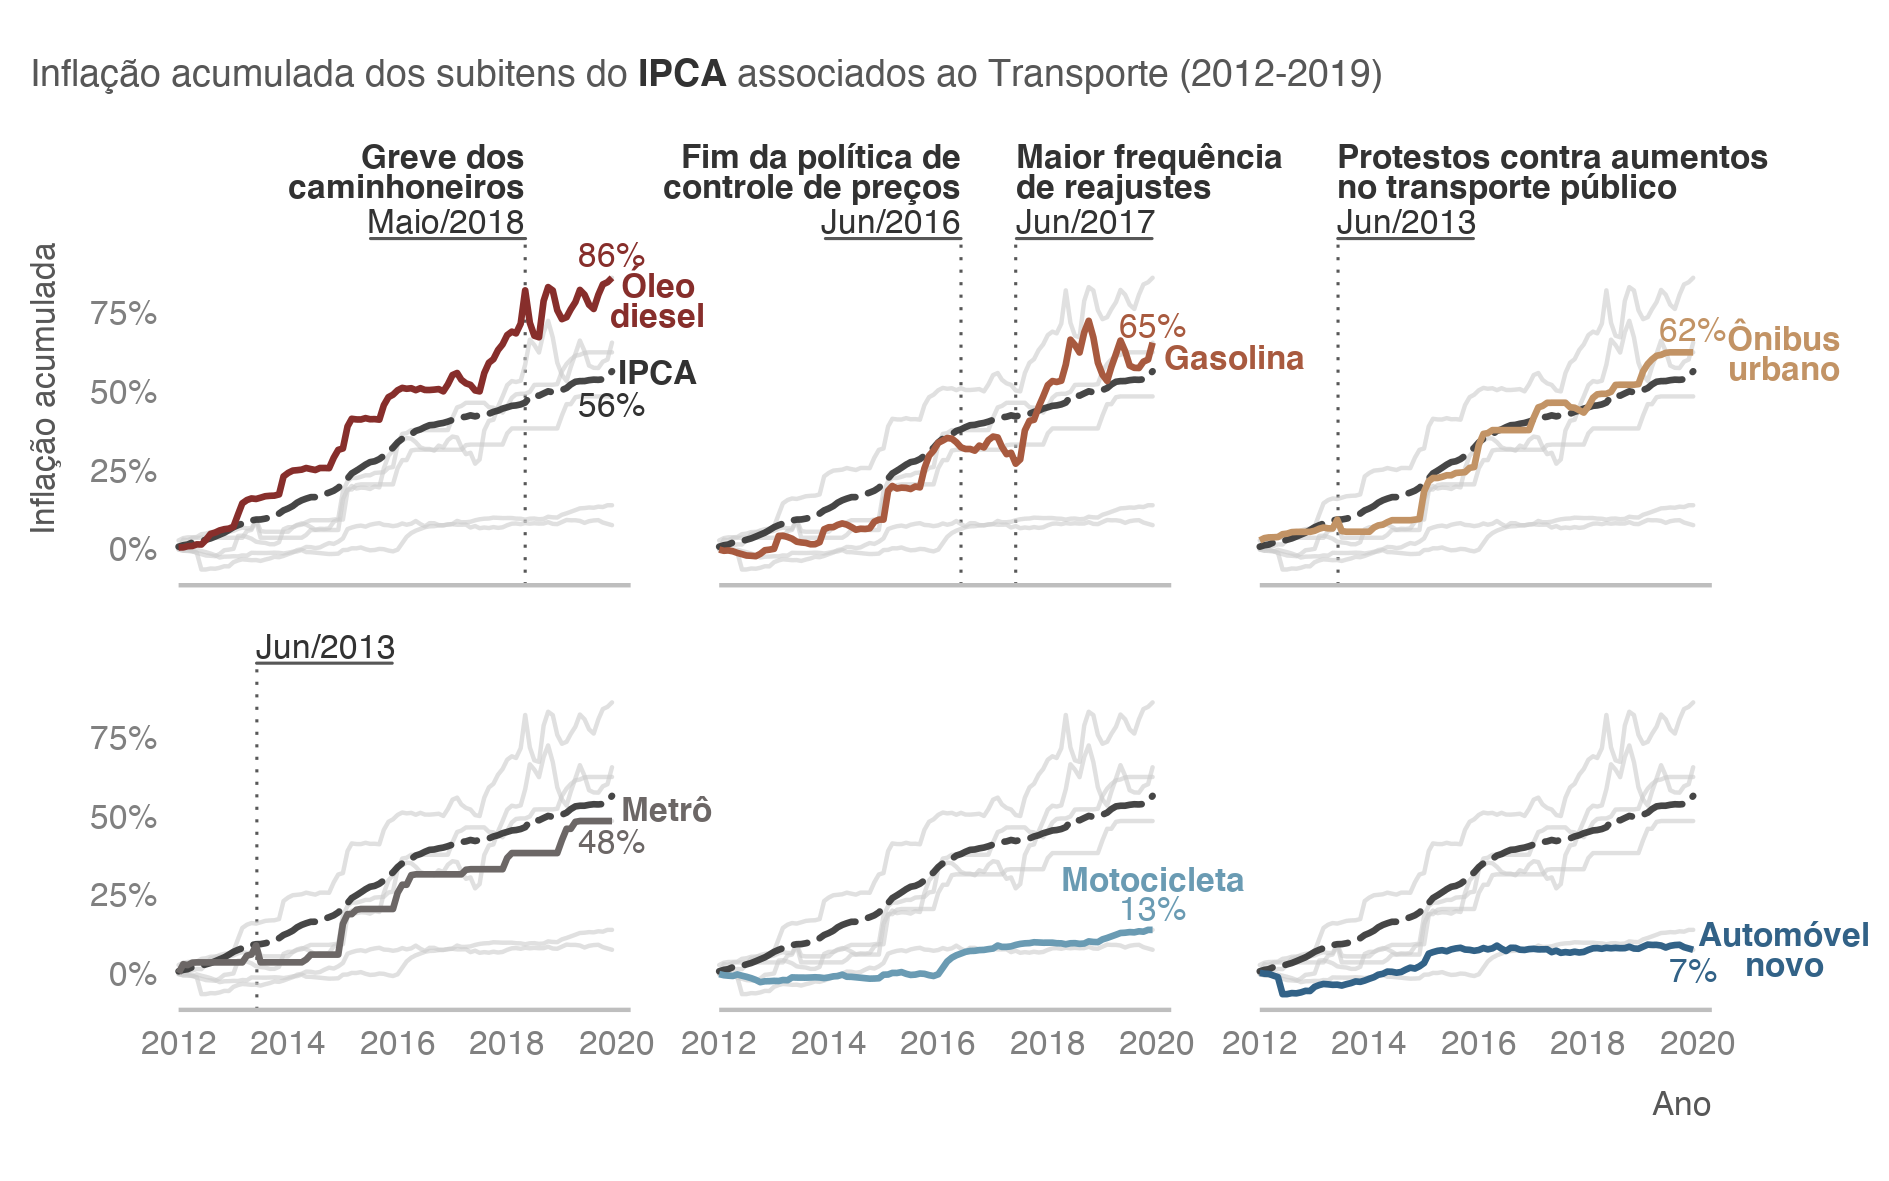 Inflação acumulada dos subitens do IPCA associados ao Transporte (2012-2019)
Greve dos
caminhoneiros
Maio/2018
Fim da política de
controle de preços
Jun/2016
Maior frequência
de reajustes
Jun/2017
Protestos contra aumentos
no transporte público
Jun/2013
Inflação acumulada
75%
50%
25%
0%
86%
Óleo
diesel
IPCA
56%
65%
Gasolina
62%
Ônibus
urbano
Jun/2013
75%
50%
25%
0%
Metrô
48%
Motocicleta
13%
Automóvel
novo
7%
2012 2014 2016 2018 2020
2012 2014 2016 2018 2020
2012 2014 2016 2018 2020
Ano